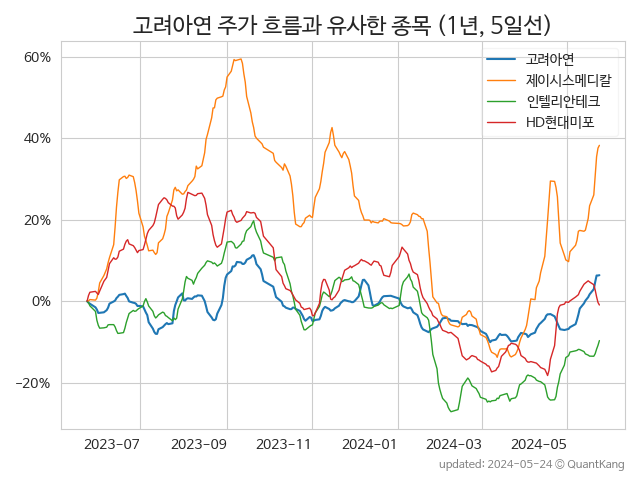 고려아연 주가 흐름과 유사한 종목 (1년, 5일선)
고려아연
제이시스메디칼
인텔리안테크
HD현대미포
60%
40%
20%
0%
−20%
2023-07 2023-09 2023-11 2024-01 2024-03 2024-05
updated: 2024-05-24 © QuantKang